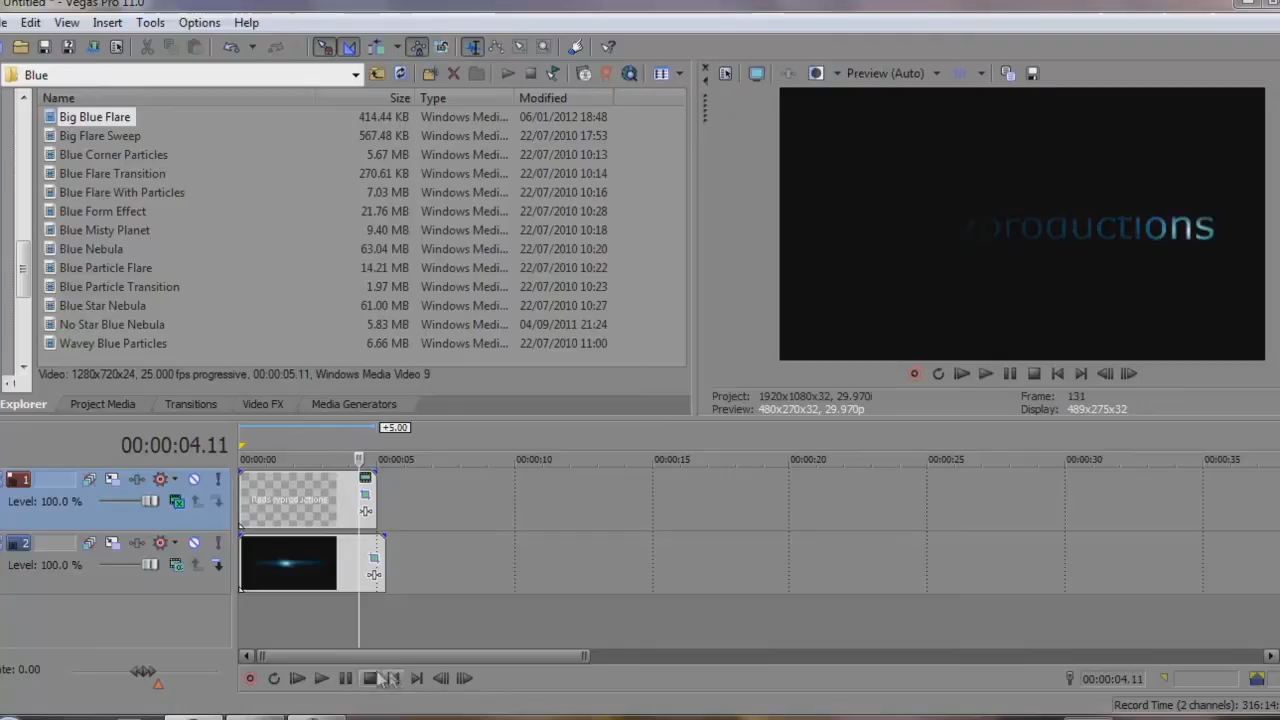 Untitled * - Vegas Pro 11.0
Edit View Insert Tools Options Help
Blue
Preview (Auto)
Name Size Type Modified
Big Blue Flare 414.44 KB Windows Medi... 06/01/2012 18:48
Big Flare Sweep 567.48 KB Windows Medi... 22/07/2010 17:53
Blue Corner Particles 5.67 MB Windows Medi... 22/07/2010 10:13
Blue Flare Transition 270.61 KB Windows Medi... 22/07/2010 10:14
Blue Flare With Particles 7.03 MB Windows Medi... 22/07/2010 10:16
Blue Form Effect 21.76 MB Windows Medi... 22/07/2010 10:28
Blue Misty Planet 9.40 MB Windows Medi... 22/07/2010 10:18
Blue Nebula 63.04 MB Windows Medi... 22/07/2010 10:20
Blue Particle Flare 14.21 MB Windows Medi... 22/07/2010 10:22
Blue Particle Transition 1.97 MB Windows Medi... 22/07/2010 10:23
Blue Star Nebula 61.00 MB Windows Medi... 22/07/2010 10:27
No Star Blue Nebula 5.83 MB Windows Medi... 04/09/2011 21:24
Wavey Blue Particles 6.66 MB Windows Medi... 22/07/2010 11:00
productions
Video: 1280x720x24, 25.000 fps progressive, 00:00:05.11, Windows Media Video 9
Explorer Project Media Transitions Video FX Media Generators
Project: 1920x1080x32, 29.970i Frame: 131
Preview: 480x270x32, 29.970p Display: 489x275x32
+5.00
00:00:04.11
00:00:00 00:00:05 00:00:10 00:00:15 00:00:20 00:00:25 00:00:30 00:00:35
1
Level: 100.0 %
2
Level: 100.0 %
ate: 0.00
00:00:04.11
Record Time (2 channels): 316:14: